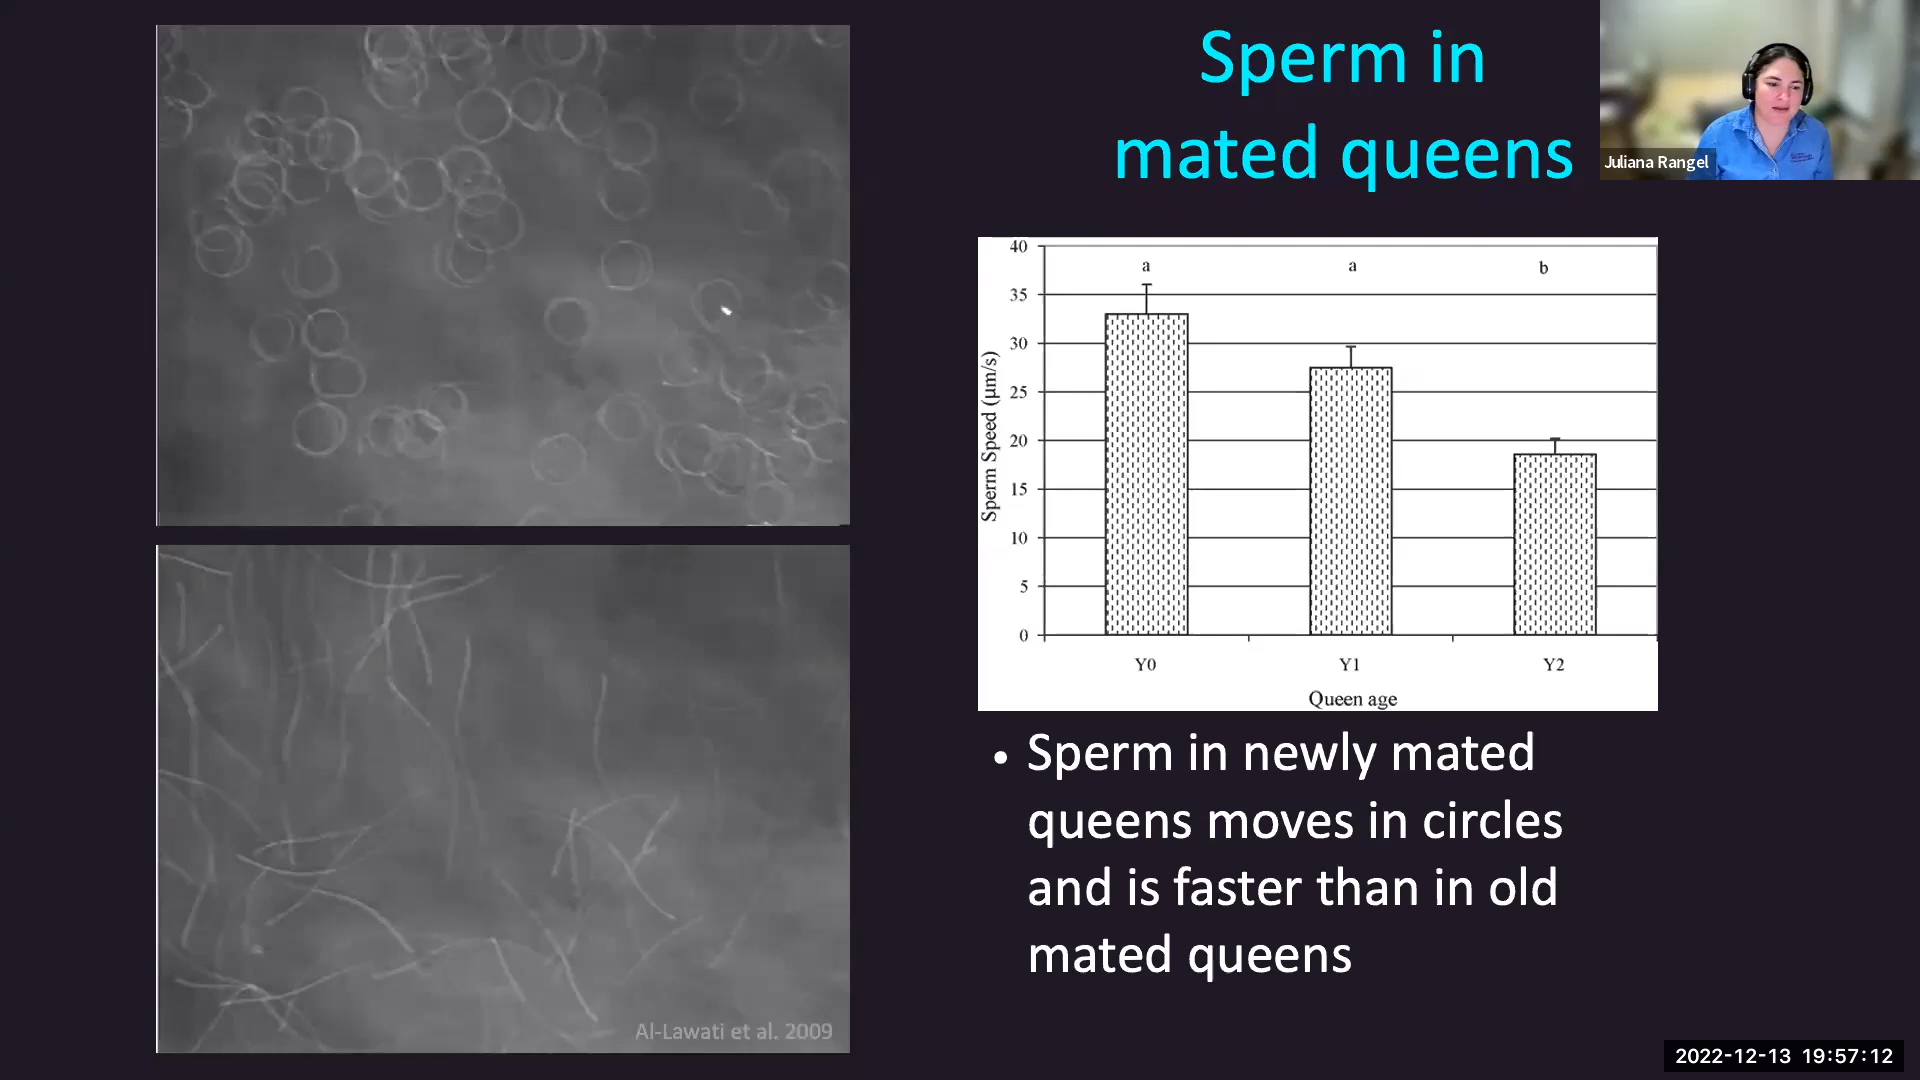 Sperm in
mated queens
Juliana Rangel
40
35
30
25
20
15
10
5
0
a
a
b
Sperm Speed (µm/s)
Y0
Y1
Y2
Queen age
• Sperm in newly mated
queens moves in circles
and is faster than in old
mated queens
Al-Lawati et al. 2009
2022-12-13 19:57:12